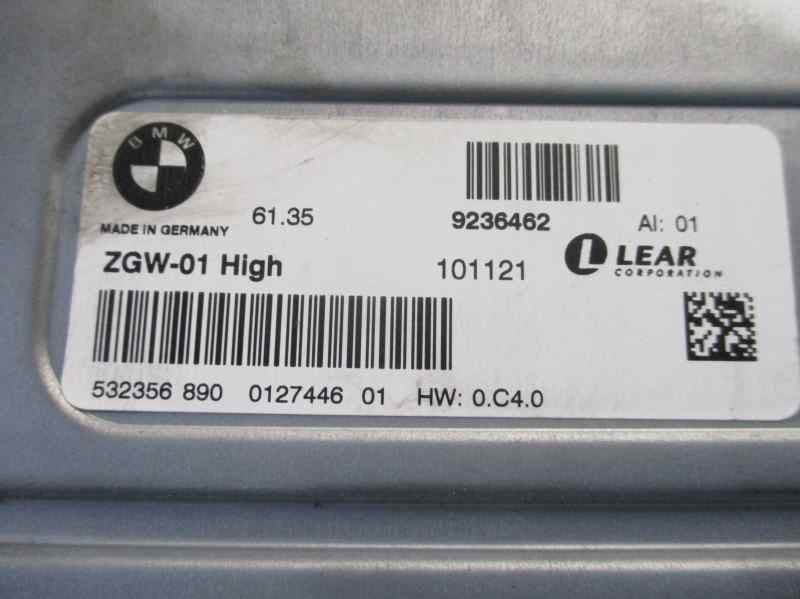 BMW
MADE IN GERMANY 61.35 9236462 AI: 01
ZGW-01 High 101121 L LEAR
CORPORATION
532356 890 0127446 01 HW: 0.C4.0